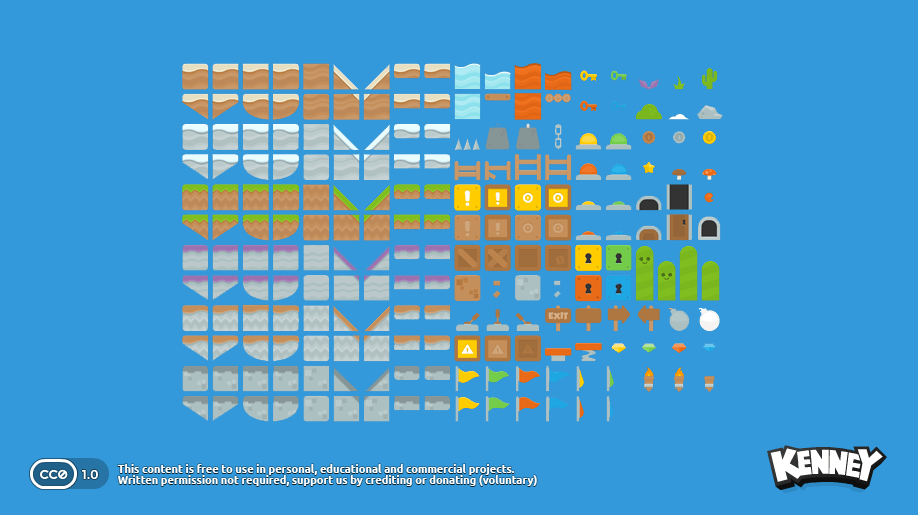 EXIT
CC0 1.0
This content is free to use in personal, educational and commercial projects.
Written permission not required, support us by crediting or donating (voluntary)
KENNEY